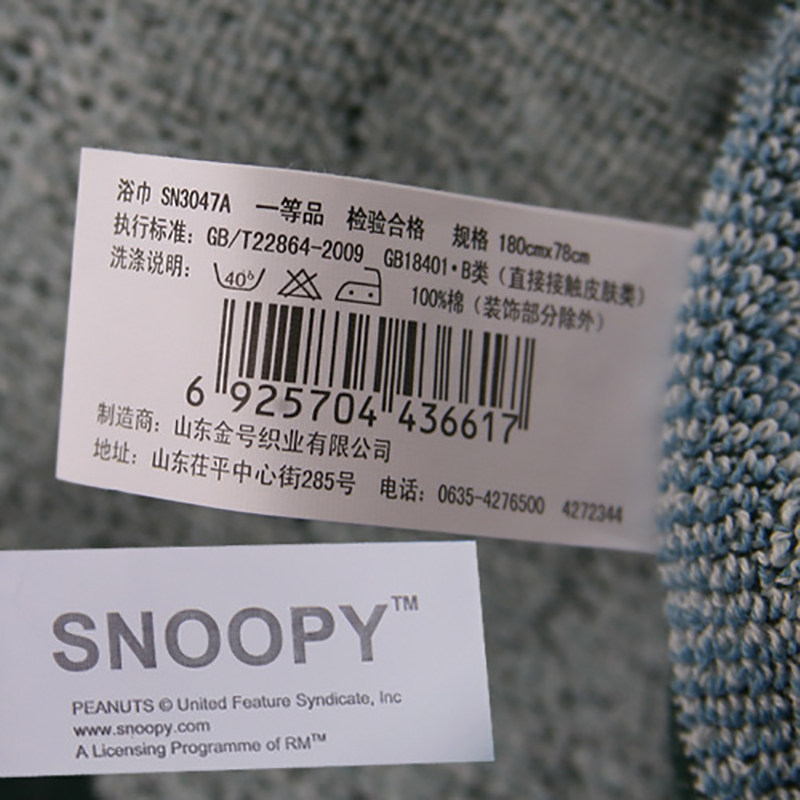 浴巾 SN3047A 一等品 检验合格 规格 180cmx78cm
执行标准: GB/T22864-2009 GB18401·B类（直接接触皮肤类）
洗涤说明: 40 100%棉（装饰部分除外）
6 925704 436617
制造商: 山东金号织业有限公司
地址: 山东茌平中心街285号 电话: 0635-4276500 4272344
SNOOPY™
PEANUTS © United Feature Syndicate, Inc
www.snoopy.com
A Licensing Programme of RM™